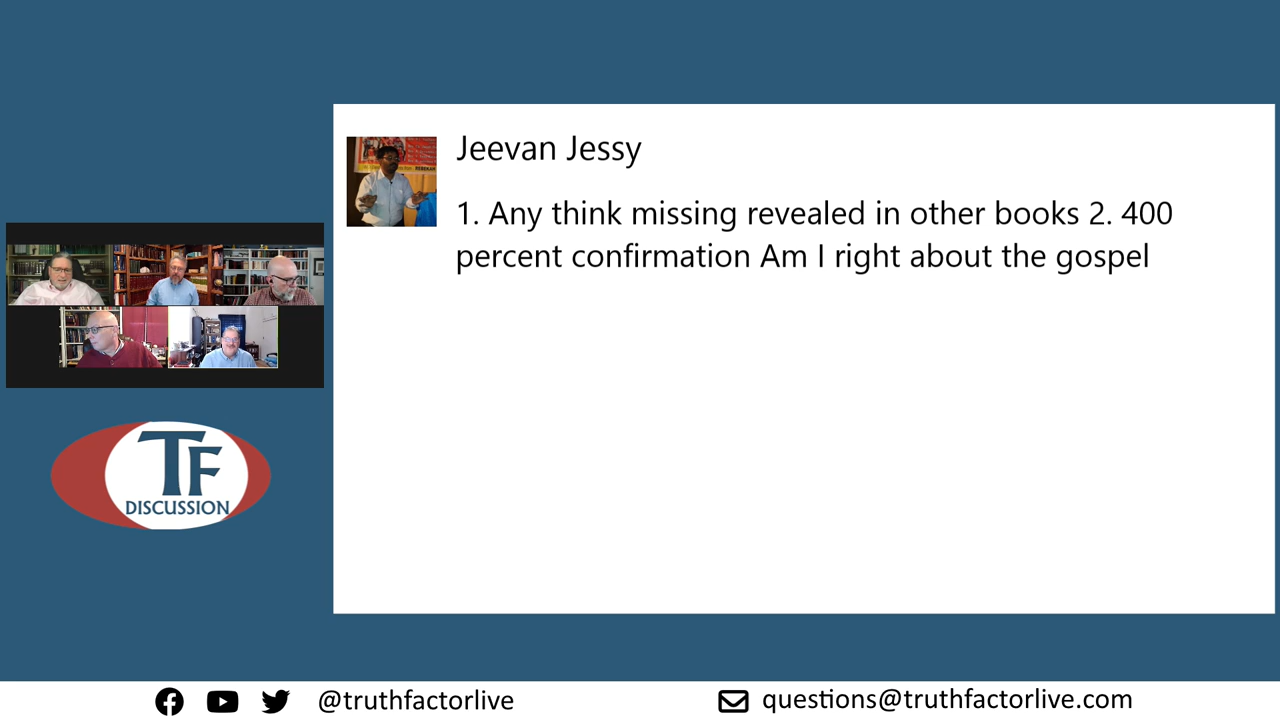 Jeevan Jessy
1. Any think missing revealed in other books 2. 400
percent confirmation Am I right about the gospel
TF
DISCUSSION
@truthfactorlive
questions@truthfactorlive.com